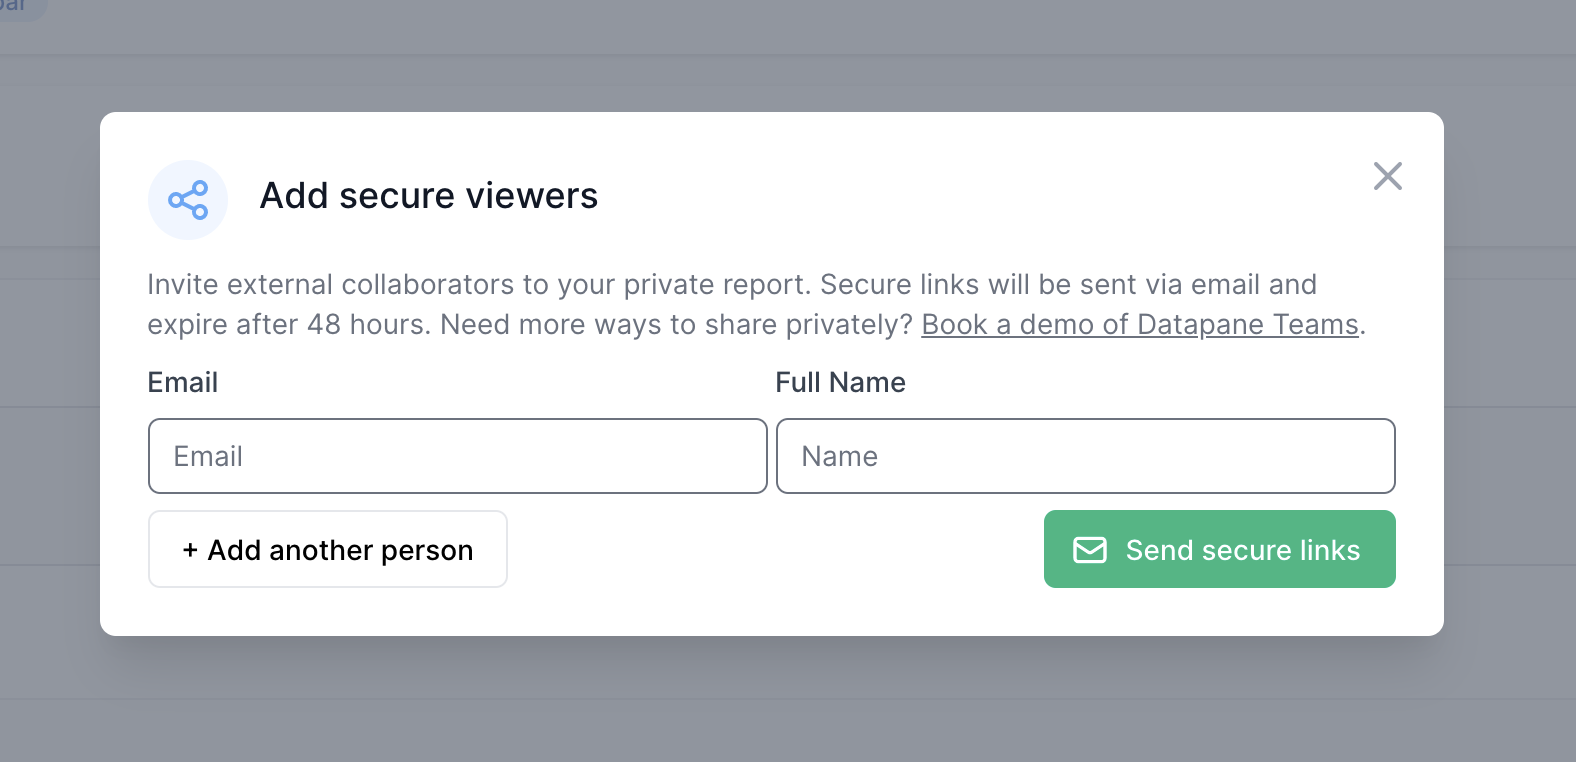 Add secure viewers
Invite external collaborators to your private report. Secure links will be sent via email and
expire after 48 hours. Need more ways to share privately? Book a demo of Datapane Teams.
Email Full Name
Email Name
+ Add another person Send secure links